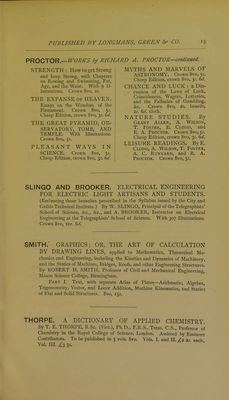 PUBLISHED BY LONGMANS, GREEN & CO. 15
PROCTOR.—WORKS by RICHARD A. PROCTOR—continued.
STRENGTH: How to get Strong
and keep Strong, with Chapters
on Rowing and Swimming, Fat,
Age, and the Waist. With 9 Il-
lustrations. Crown 8vo, 2s.
THE EXPANSE OF HEAVEN.
Essays on the Wonders of the
Firmament. Crown 8vo, 5s.
Cheap Edition, crown 8vo, 3s. 6d.
THE GREAT PYRAMID, OB-
SERVATORY, TOMB, AND
TEMPLE. With Illustrations.
Crown 8vo, 5s.
PLEASANT WAYS IN
SCIENCE. Crown 8vo, 5s.
Cheap Edition, crown 8vo, 3s. 6d.
MYTHS AND MARVELS OF
ASTRONOMY. Crown 8vo, 5s.
Cheap Edition, crown 8vo, 3s. 6d.
CHANCE AND LUCK: a Dis-
cussion of the Laws of Luck,
Coincidences, Wagers, Lotteries,
and the Fallacies of Gambling,
&c. Crown 8vo, 2s. boards,
2s. 6d. cloth.
NATURE STUDIES. By
GRANT ALLEN, A. WILSON,
T. FOSTER, E. CLODD, and
R. A. PROCTOR. Crown 8vo, 5s.
Cheap Edition, crown 8vo, 3s. 6d.
LEISURE READINGS. By E.
CLODD, A. WILSON, T. FOSTER,
A. C. RUNYARD, and R. A.
PROCTOR. Crown 8vo, 5s.
SLINGO AND BROOKER. ELECTRICAL ENGINEERING
FOR ELECTRIC LIGHT ARTISANS AND STUDENTS.
(Embracing those branches prescribed in the Syllabus issued by the City and
Guilds Technical Institute.) By W. SLINGO, Principal of the Telegraphists'
School of Science, &c., &c., and A. BROOKER, Instructor on Electrical
Engineering at the Telegraphists' School of Science. With 307 Illustrations.
Crown 8vo, 10s. 6d.
SMITH. GRAPHICS; OR, THE ART OF CALCULATION
BY DRAWING LINES, applied to Mathematics, Theoretical Me-
chanics and Engineering, including the Kinetics and Dynamics of Machinery,
and the Statics of Machines, Bridges, Roofs, and other Engineering Structures.
By ROBERT H. SMITH, Professor of Civil and Mechanical Engineering,
Mason Science College, Birmingham.
PART I. Text, with separate Atlas of Plates—Arithmetic, Algebra,
Trigonometry, Vector, and Locor Addition, Machine Kinematics, and Statics
of Flat and Solid Structures. 8vo, 15s.
THORPE. A DICTIONARY OF APPLIED CHEMISTRY.
By T. E. THORPE, B.Sc. (Vict.), Ph.D., F.R.S., Treas. C.S., Professor of
Chemistry in the Royal College of Science, London. Assisted by Eminent
Contributors. To be published in 3 vols. 8vo. Vols. I. and II. £2 2s. each,
Vol. III. £3 3s.